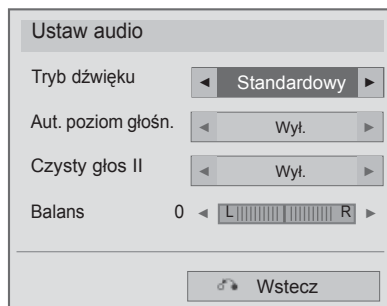 Ustaw audio
Tryb dźwięku ◄ Standardowy ►
Aut. poziom głośn. ◄ Wył. ►
Czysty głos II ◄ Wył. ►
Balans 0 ◄ L R ►
Wstecz